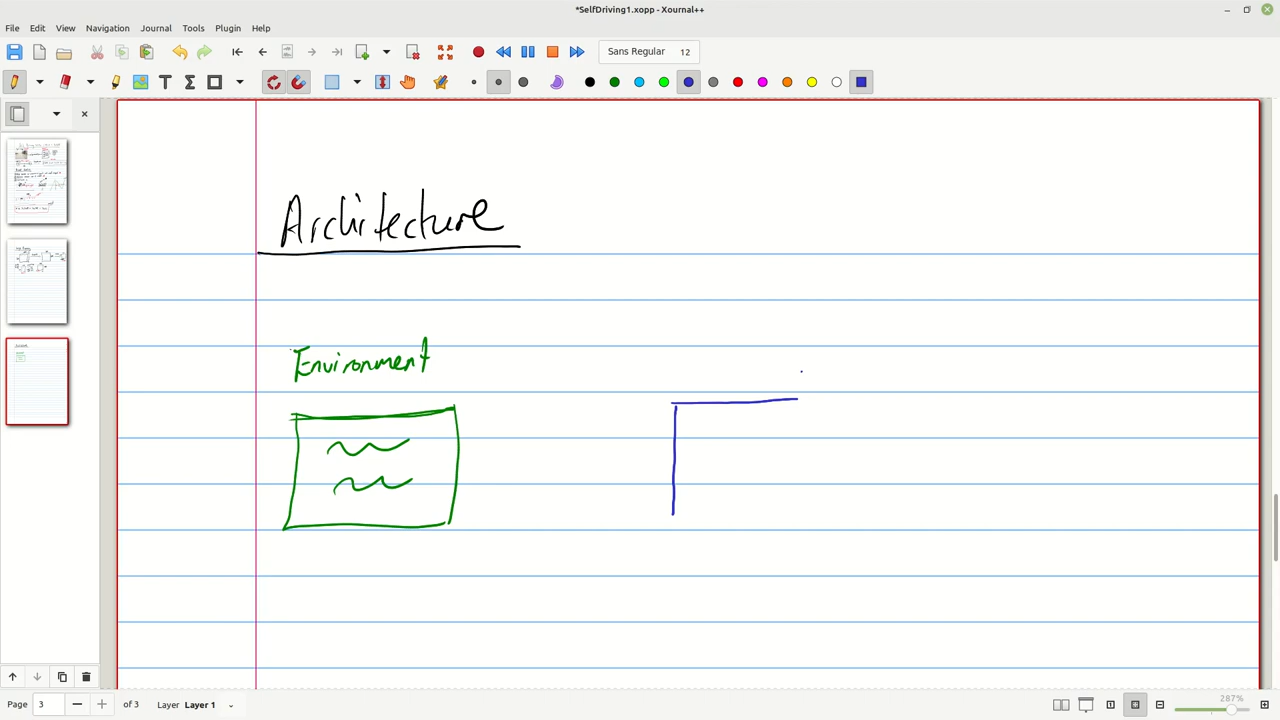 *SelfDriving1.xopp - Xournal++
File Edit View Navigation Journal Tools Plugin Help
Sans Regular 12
Architecture
Environment
Page 3 of 3 Layer Layer 1
287%